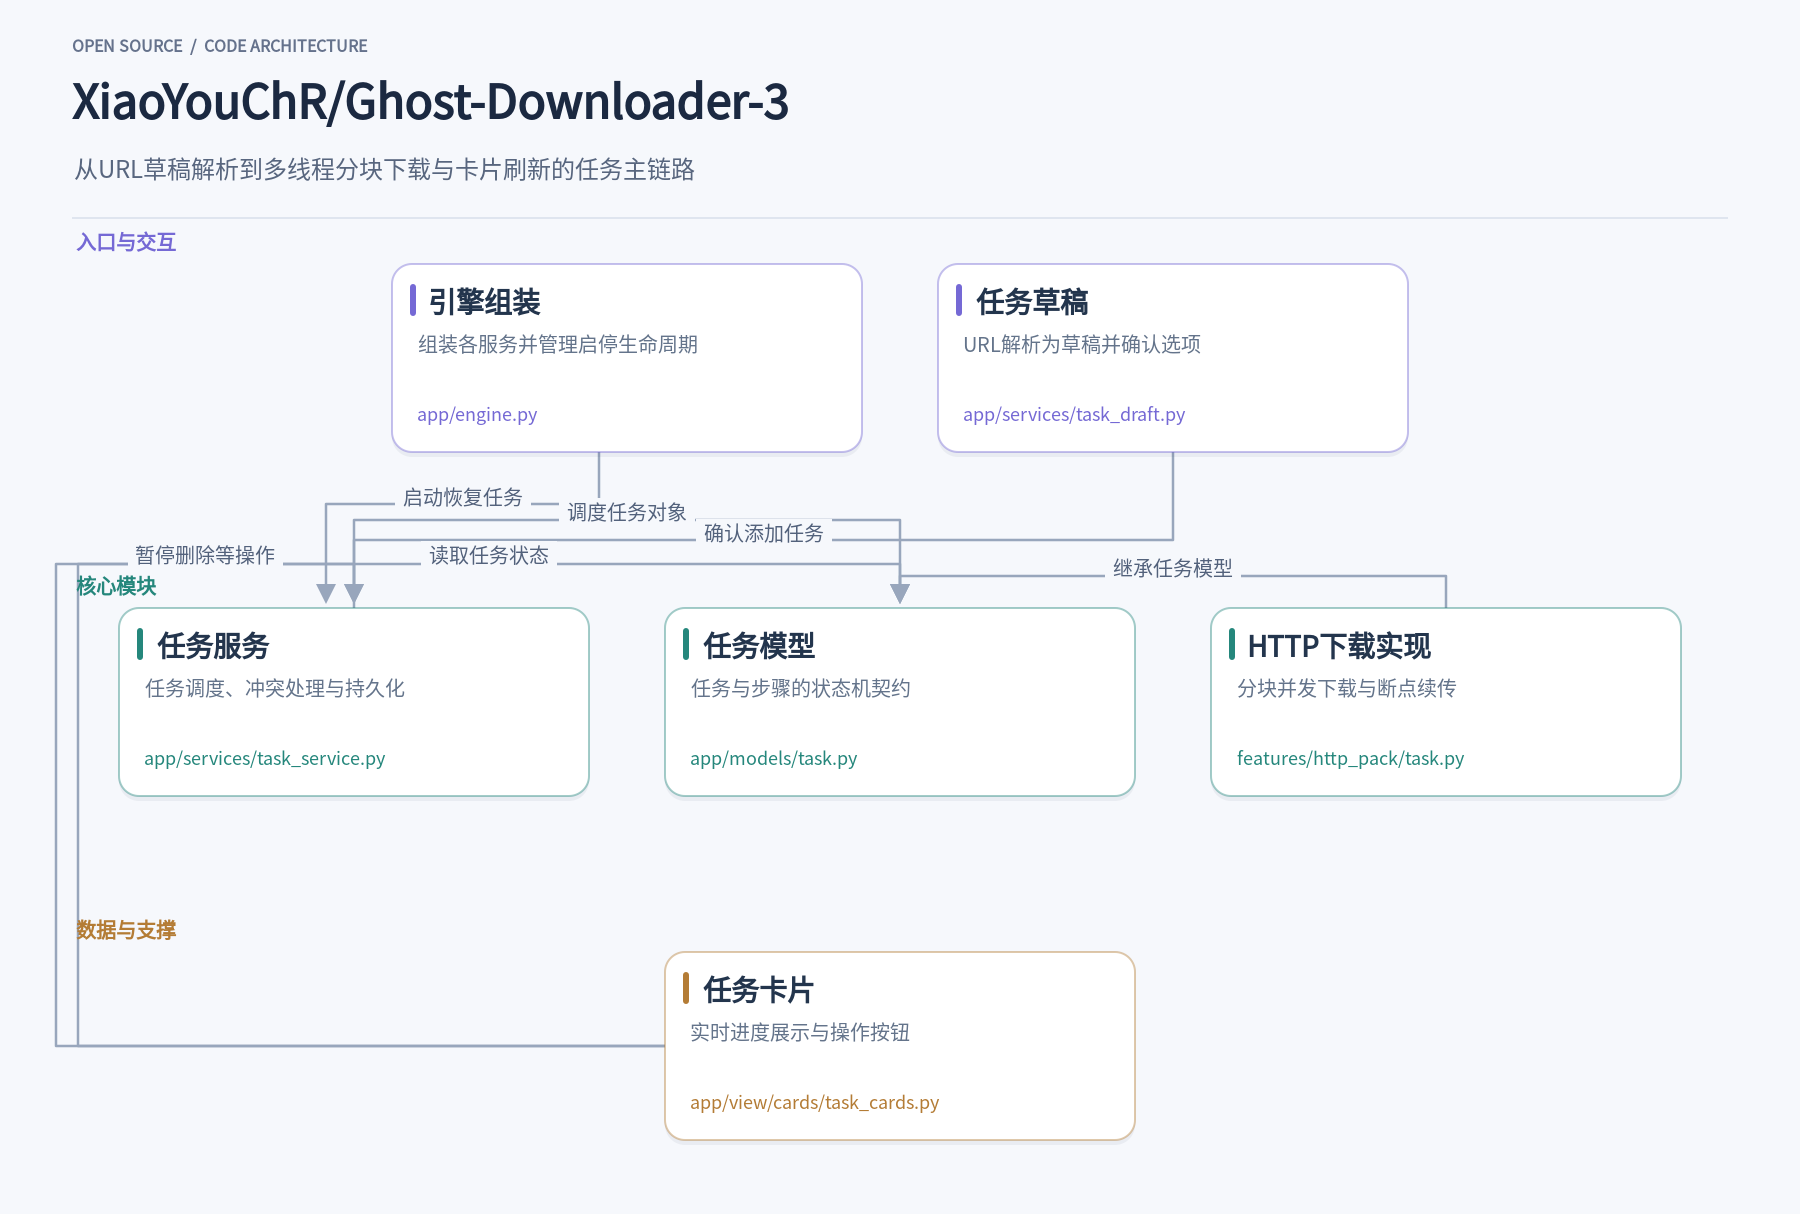 OPEN SOURCE / CODE ARCHITECTURE
XiaoYouChR/Ghost-Downloader-3
从URL草稿解析到多线程分块下载与卡片刷新的任务主链路
入口与交互
引擎组装
组装各服务并管理启停生命周期
app/engine.py
任务草稿
URL解析为草稿并确认选项
app/services/task_draft.py
启动恢复任务
调度任务对象
确认添加任务
暂停删除等操作
读取任务状态
继承任务模型
核心模块
任务服务
任务调度、冲突处理与持久化
app/services/task_service.py
任务模型
任务与步骤的状态机契约
app/models/task.py
HTTP下载实现
分块并发下载与断点续传
features/http_pack/task.py
数据与支撑
任务卡片
实时进度展示与操作按钮
app/view/cards/task_cards.py